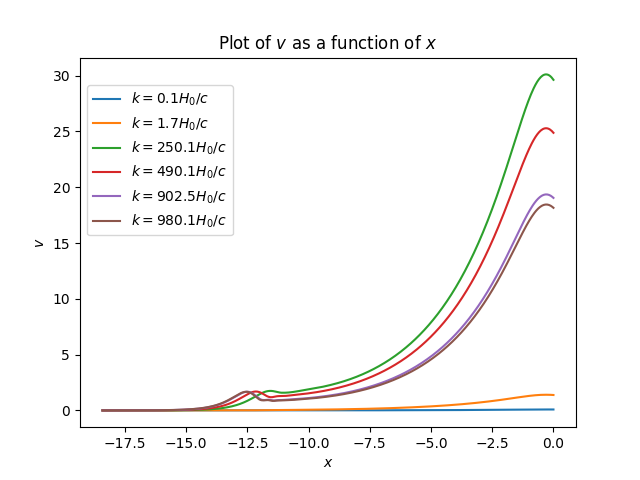 Plot of v as a function of x
30
25
20
15
10
5
0
v
k = 0.1H₀/c
k = 1.7H₀/c
k = 250.1H₀/c
k = 490.1H₀/c
k = 902.5H₀/c
k = 980.1H₀/c
−17.5 −15.0 −12.5 −10.0 −7.5 −5.0 −2.5 0.0
x